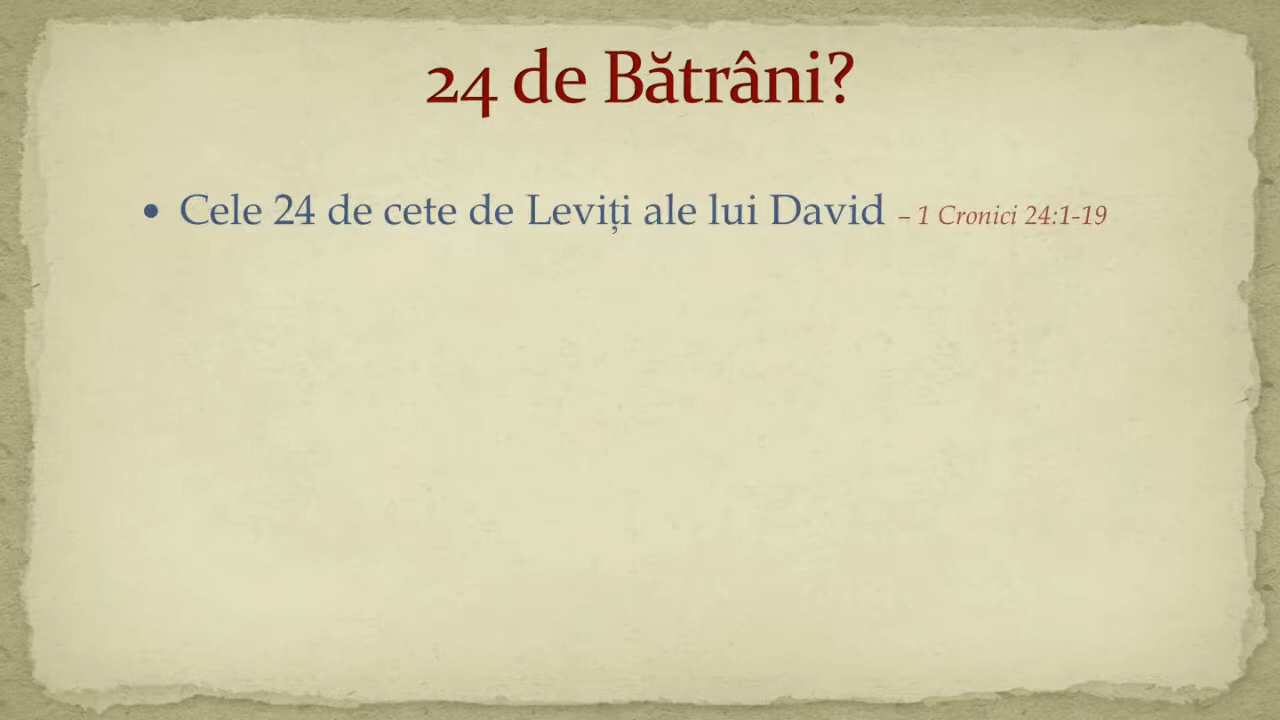 24 de Bătrâni?
• Cele 24 de cete de Leviți ale lui David – 1 Cronici 24:1-19